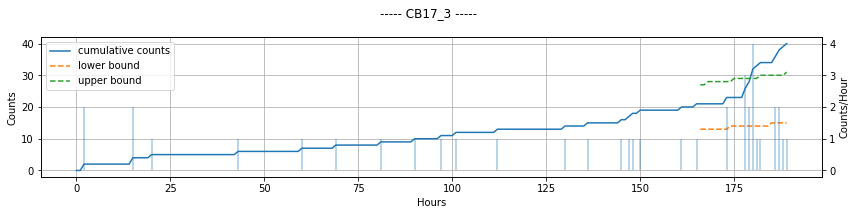 ----- CB17_3 -----
cumulative counts
lower bound
upper bound
Counts
40
30
20
10
0
4
3
2
1
0
Counts/Hour
0 25 50 75 100 125 150 175
Hours